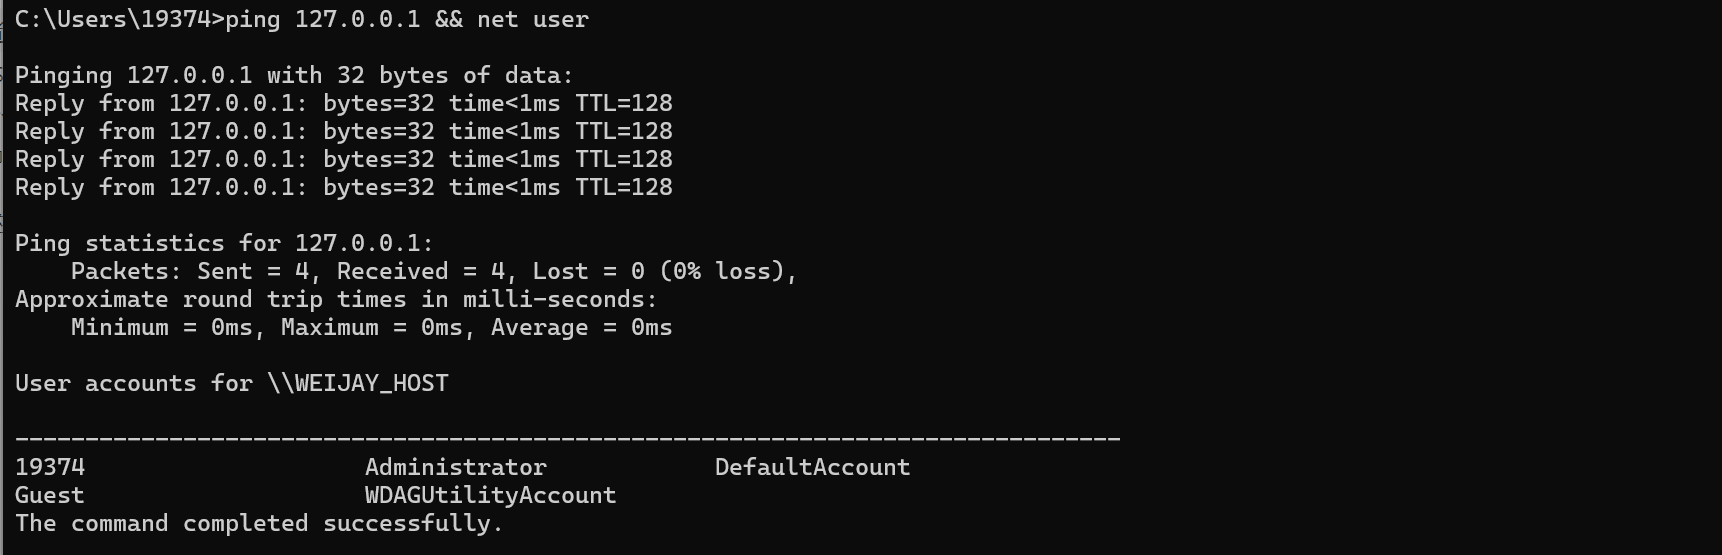 C:\Users\19374>ping 127.0.0.1 && net user
Pinging 127.0.0.1 with 32 bytes of data:
Reply from 127.0.0.1: bytes=32 time<1ms TTL=128
Reply from 127.0.0.1: bytes=32 time<1ms TTL=128
Reply from 127.0.0.1: bytes=32 time<1ms TTL=128
Reply from 127.0.0.1: bytes=32 time<1ms TTL=128
Ping statistics for 127.0.0.1:
    Packets: Sent = 4, Received = 4, Lost = 0 (0% loss),
Approximate round trip times in milli-seconds:
    Minimum = 0ms, Maximum = 0ms, Average = 0ms
User accounts for \\WEIJAY_HOST
-------------------------------------------------------------------------------
19374                    Administrator            DefaultAccount
Guest                    WDAGUtilityAccount
The command completed successfully.